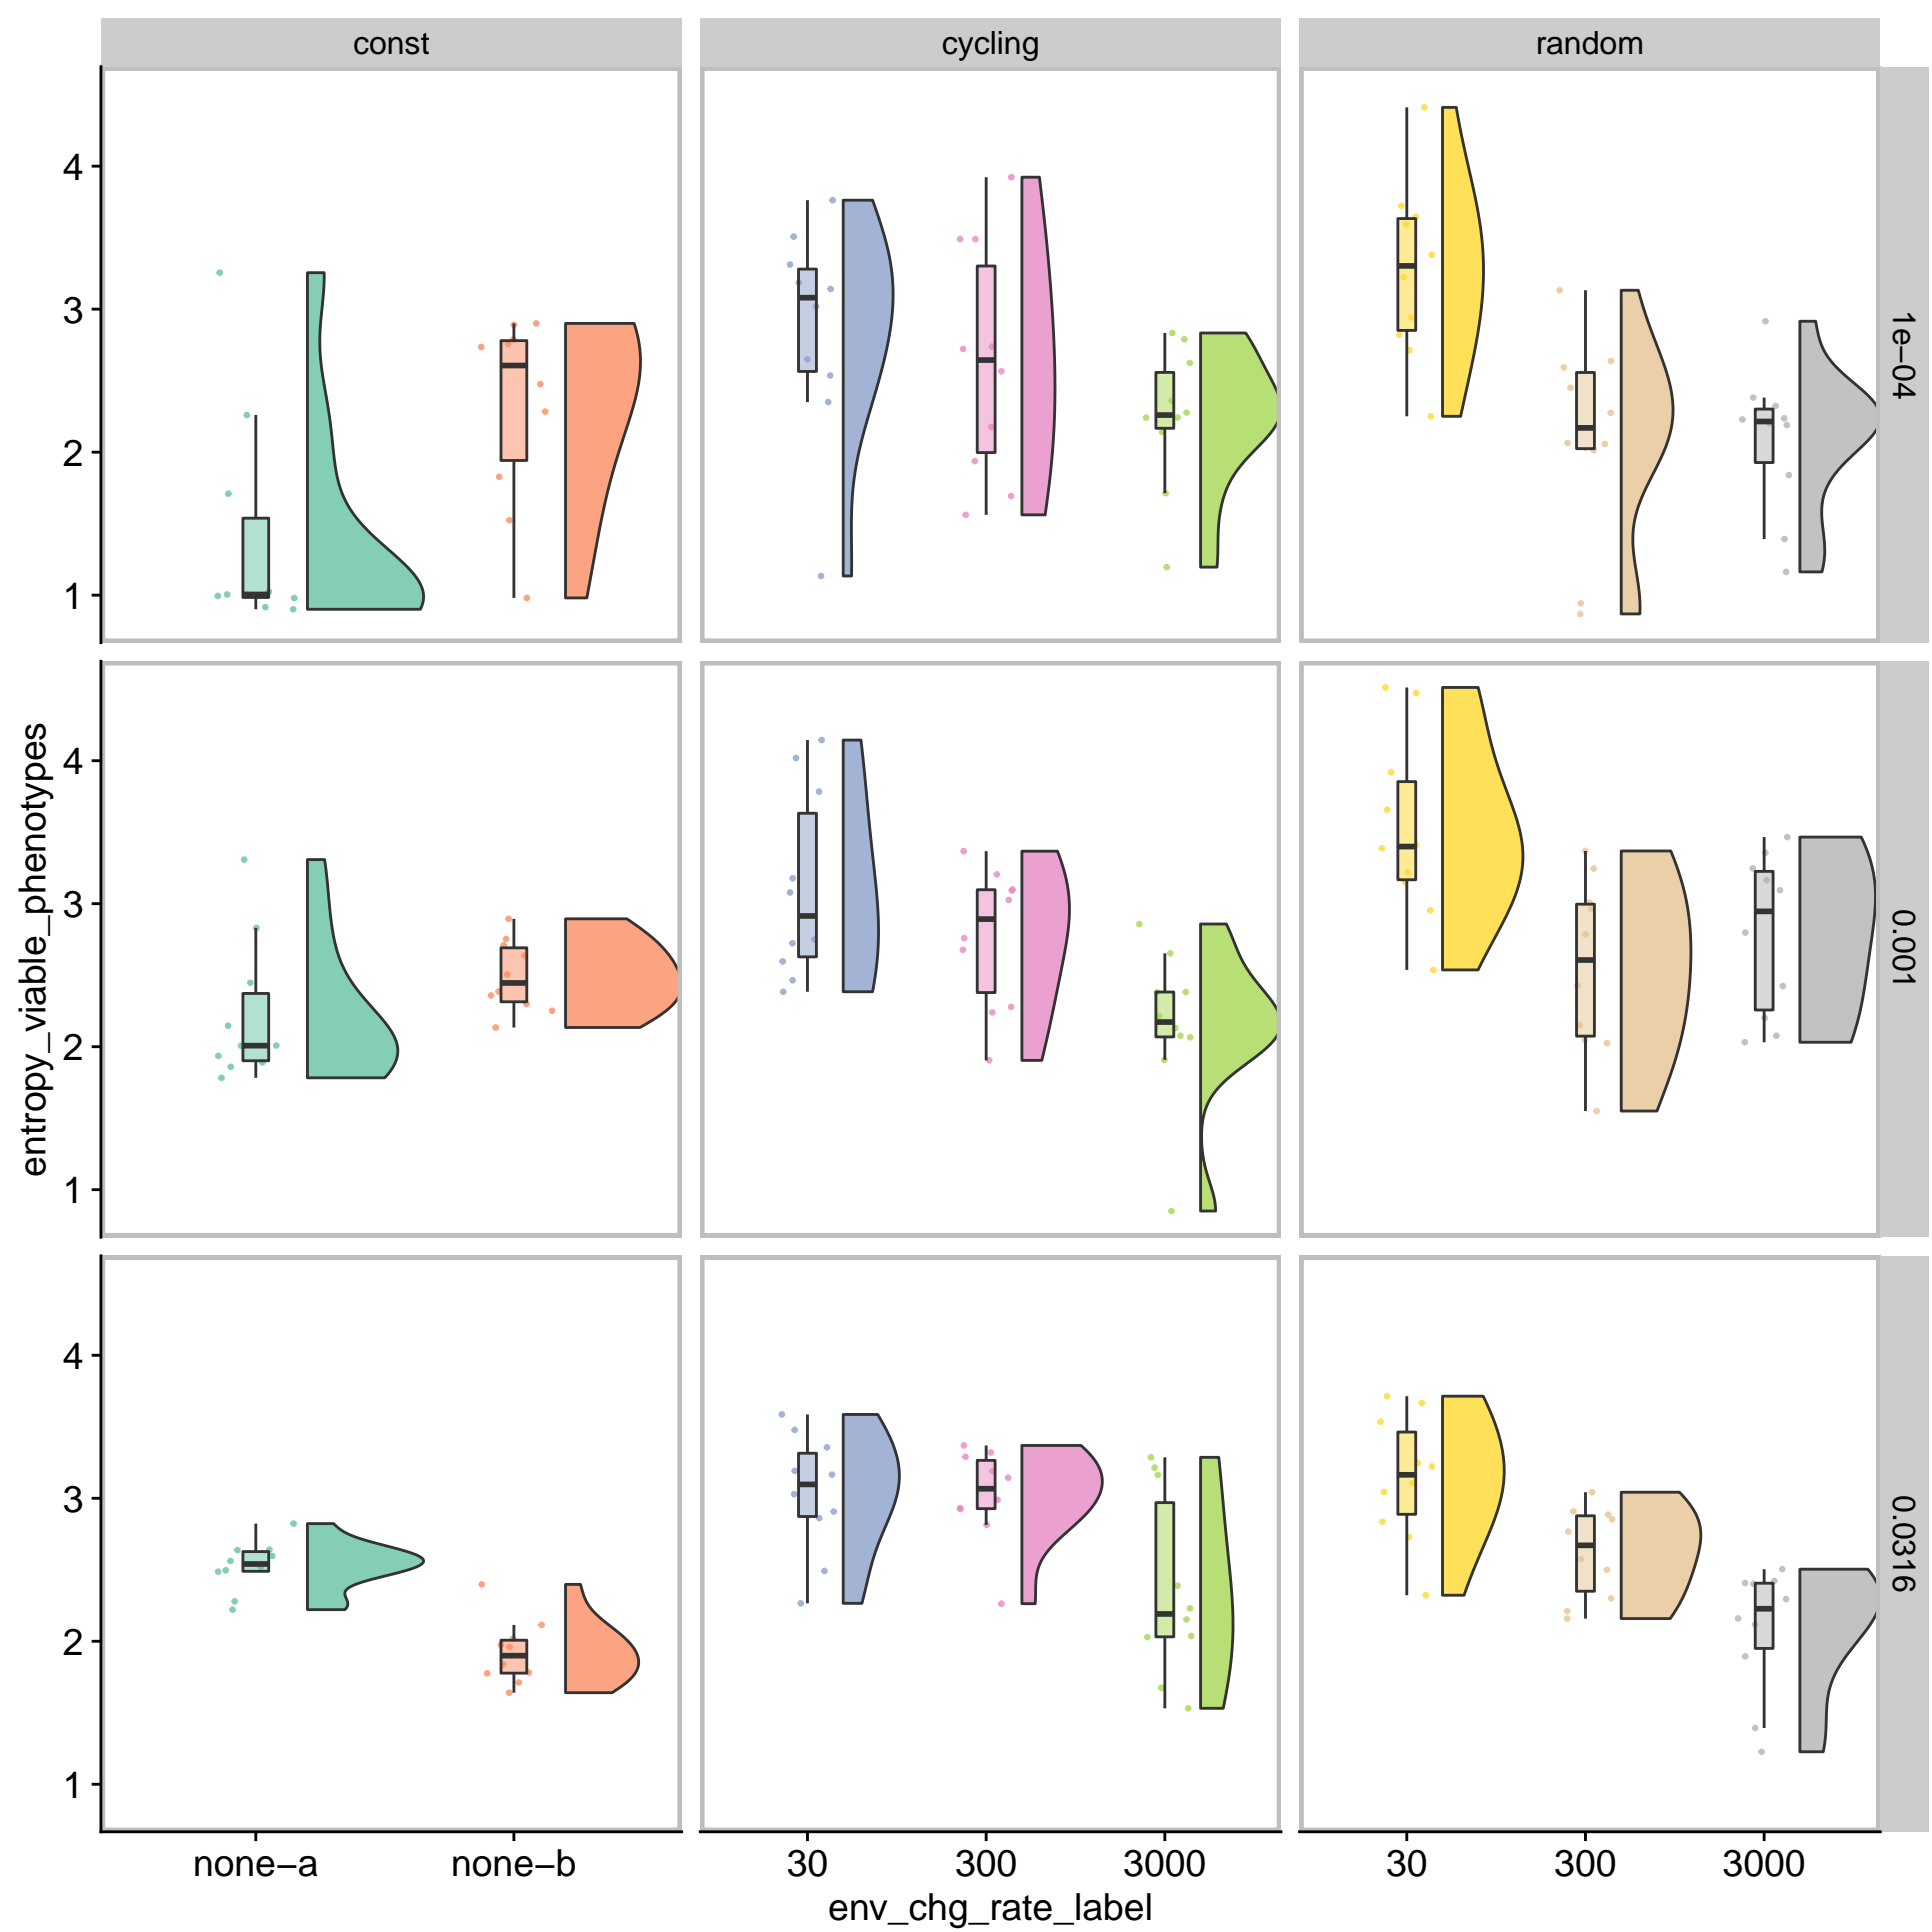 const
cycling
random
4
3
2
1
1e−04
entropy_viable_phenotypes
4
3
2
1
0.001
4
3
2
1
0.0316
none−a
none−b
30
300
3000
30
300
3000
env_chg_rate_label